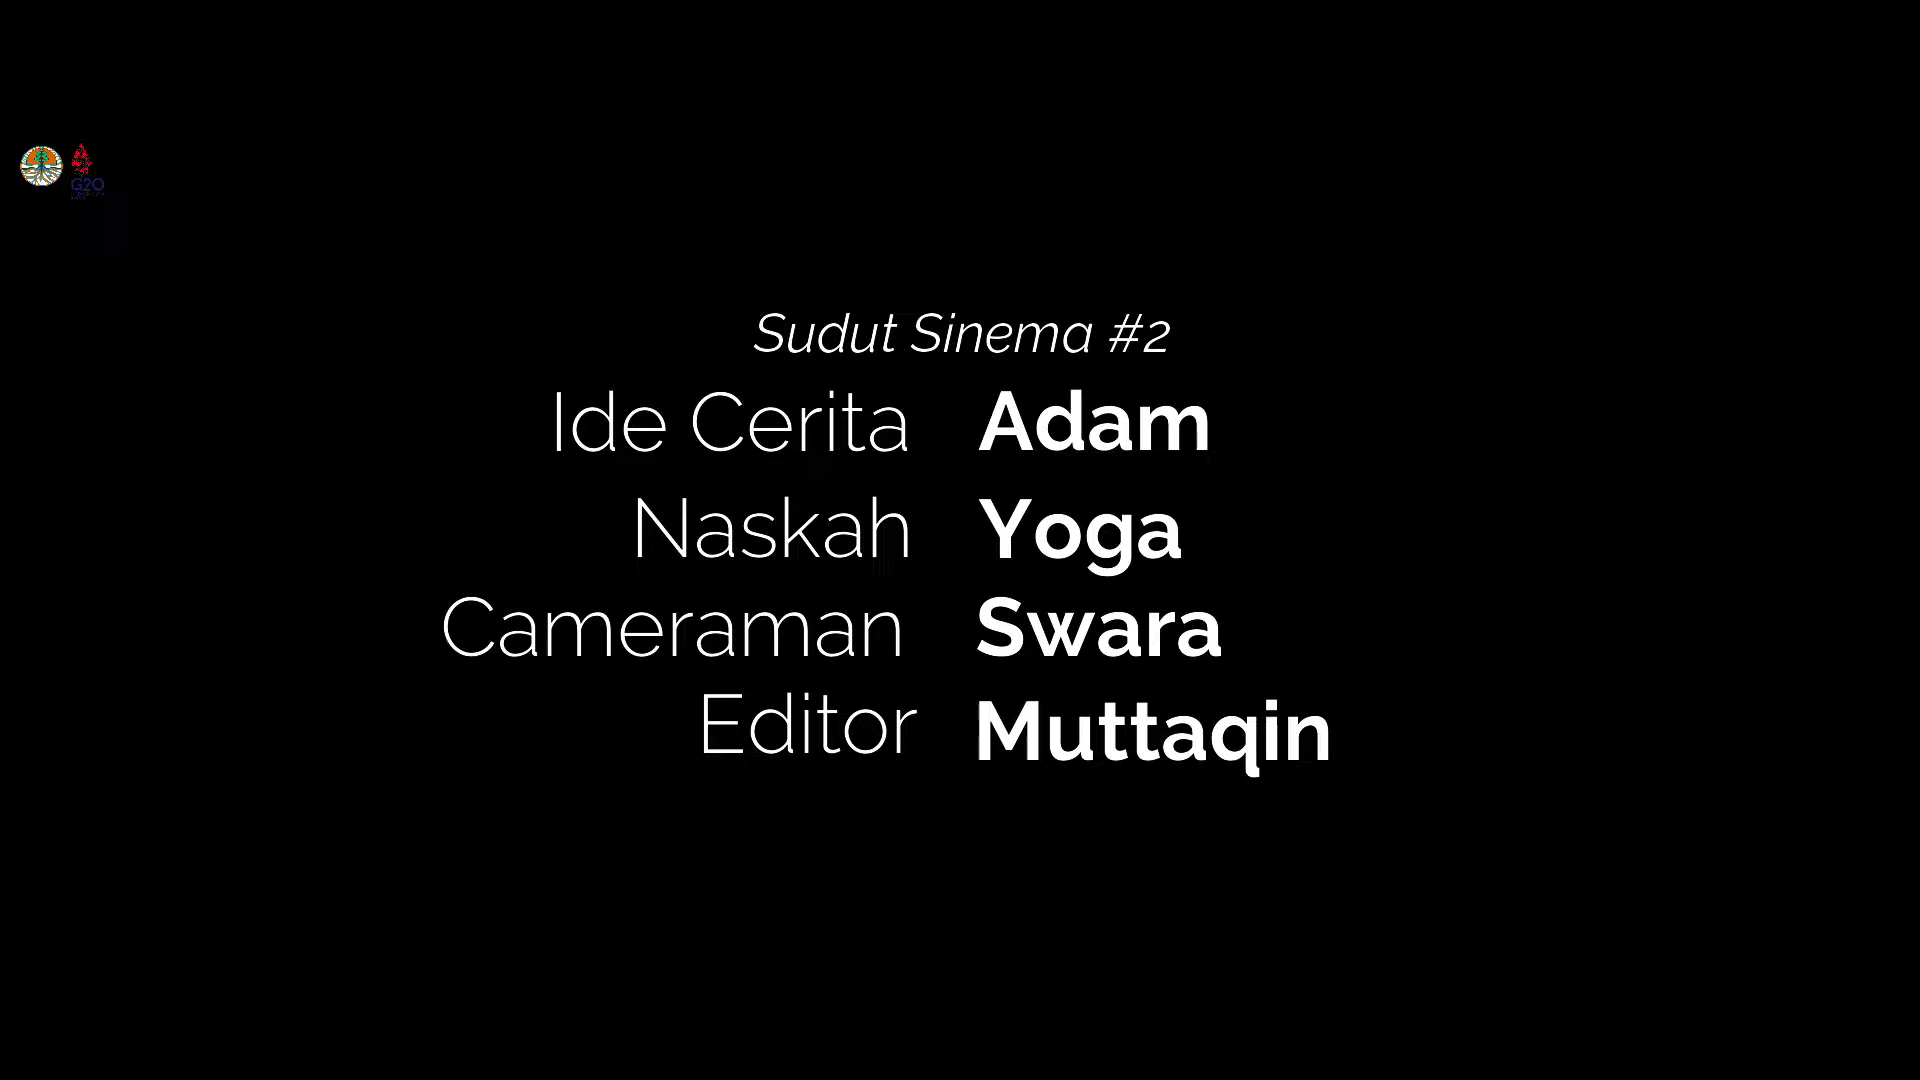 G20
Sudut Sinema #2
Ide Cerita Adam
Naskah Yoga
Cameraman Swara
Editor Muttaqin